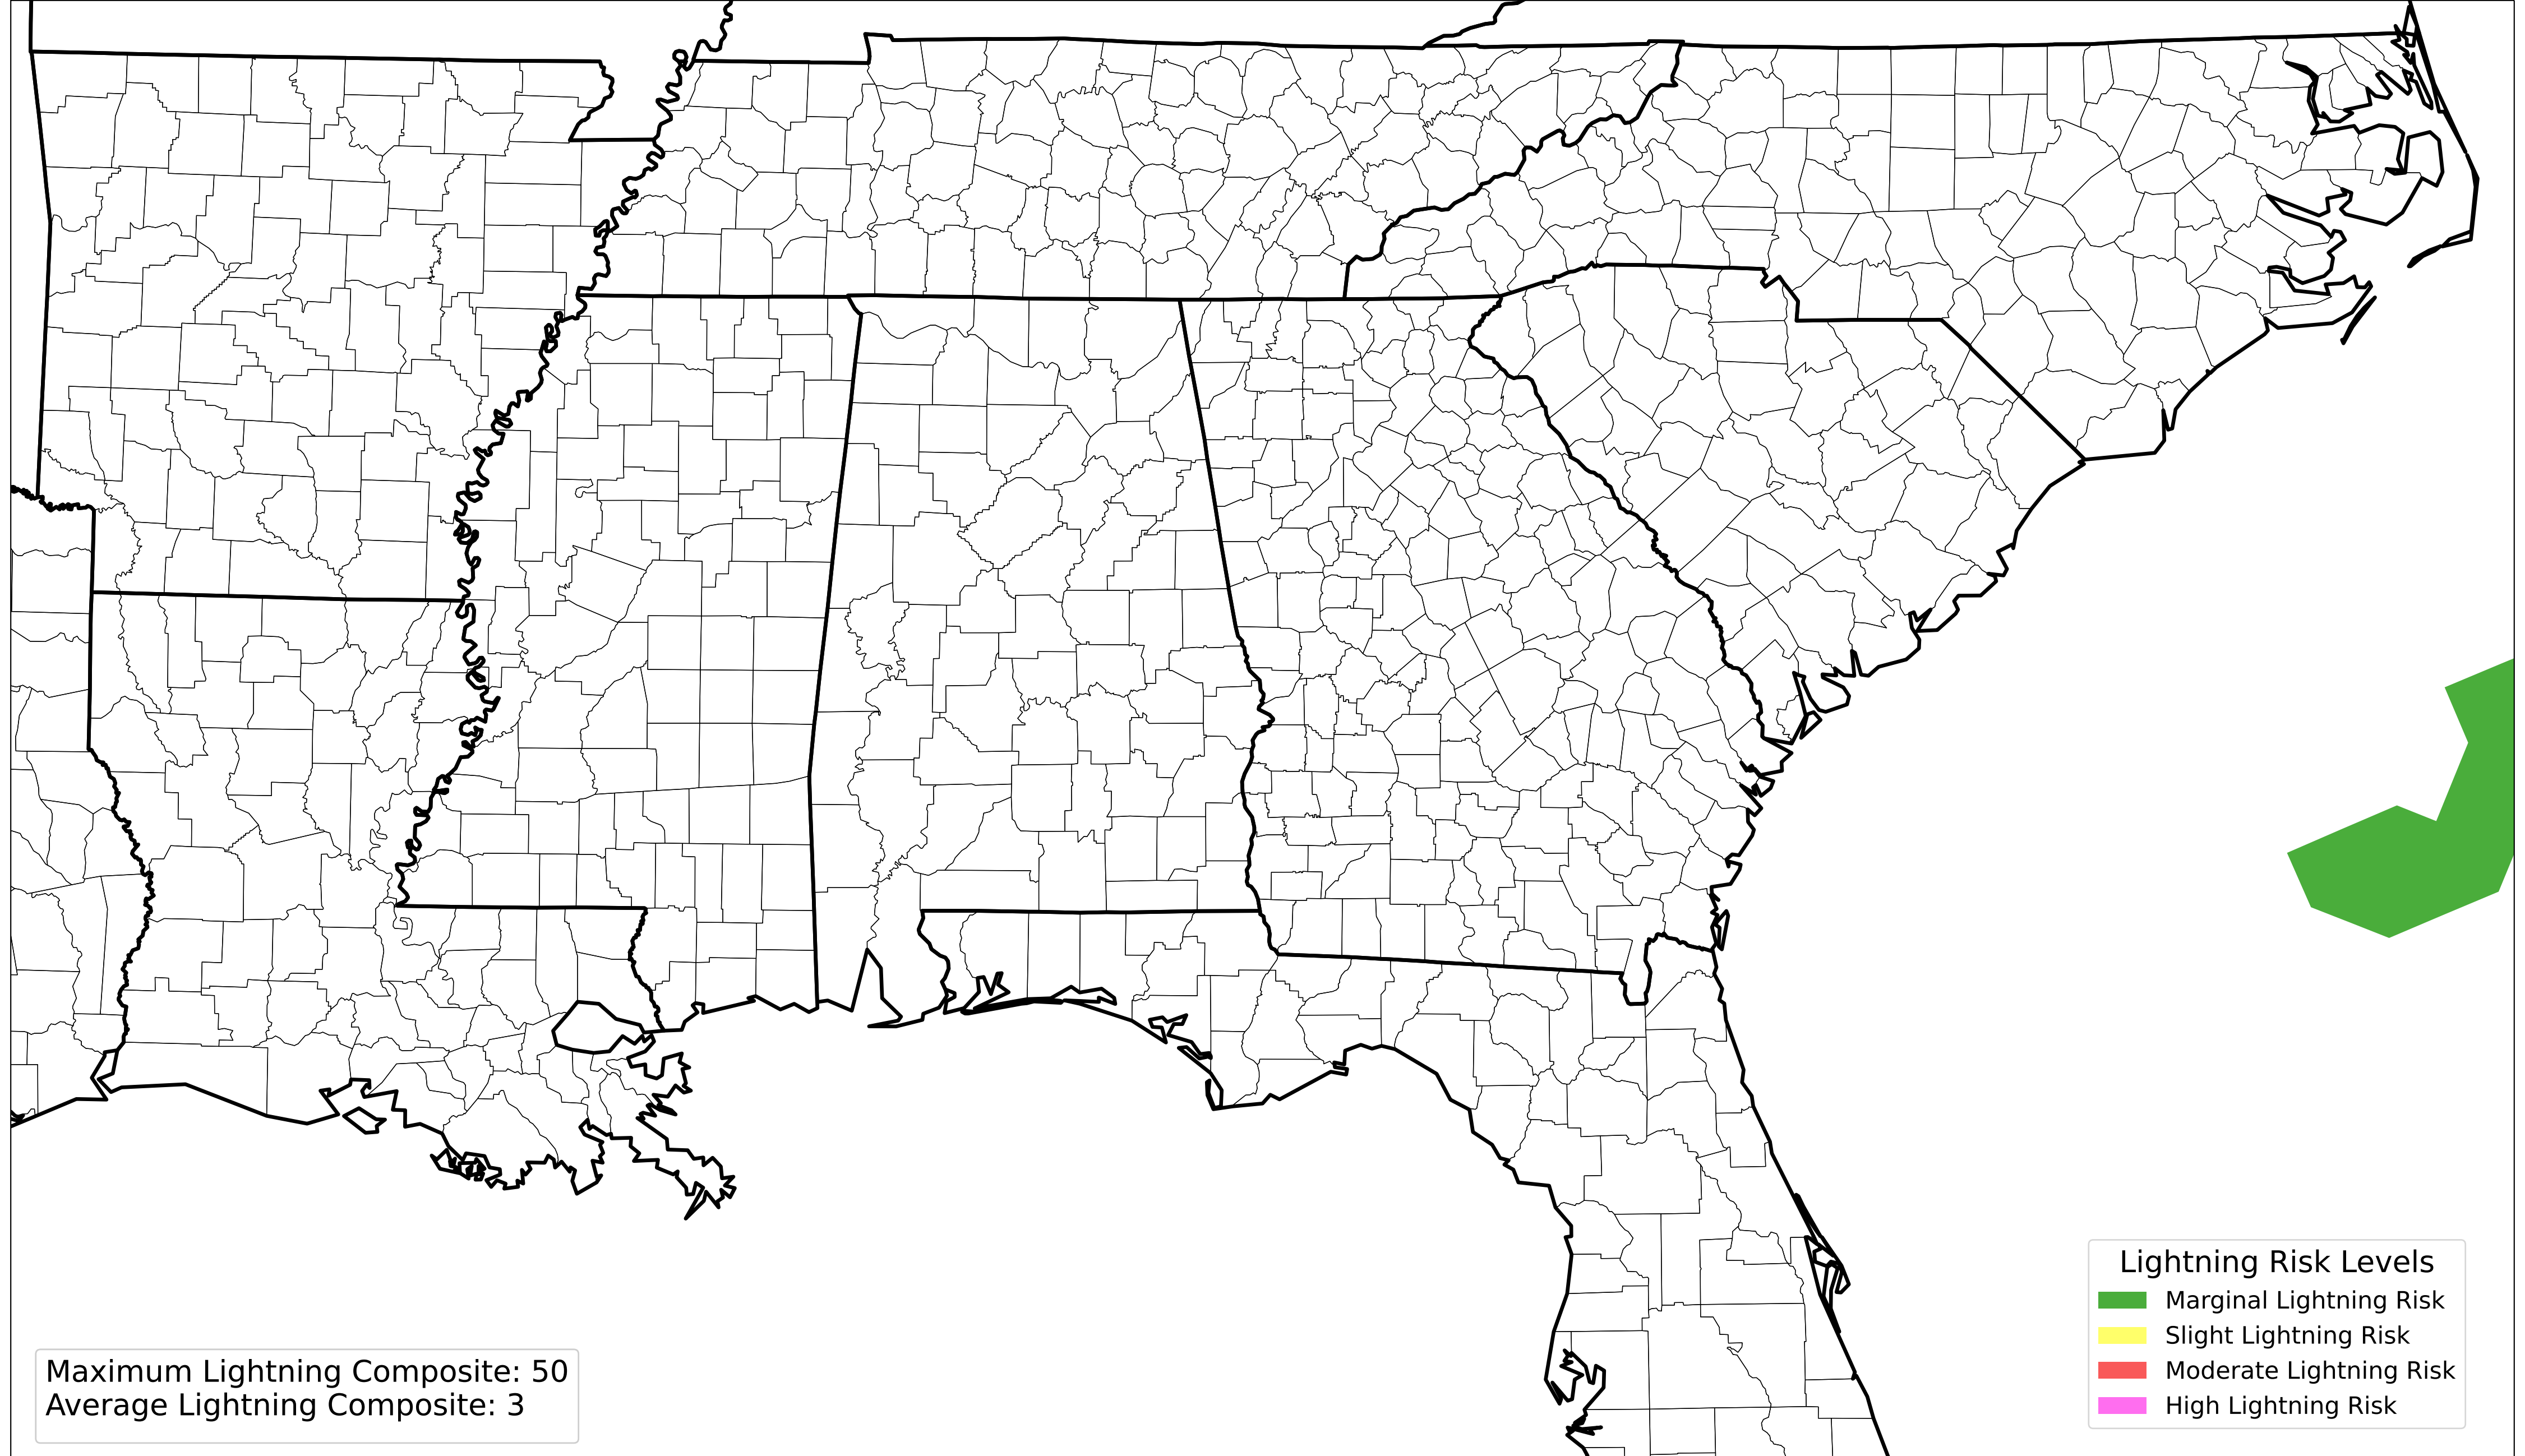 Lightning Risk Levels
Marginal Lightning Risk
Slight Lightning Risk
Moderate Lightning Risk
High Lightning Risk
Maximum Lightning Composite: 50
Average Lightning Composite: 3